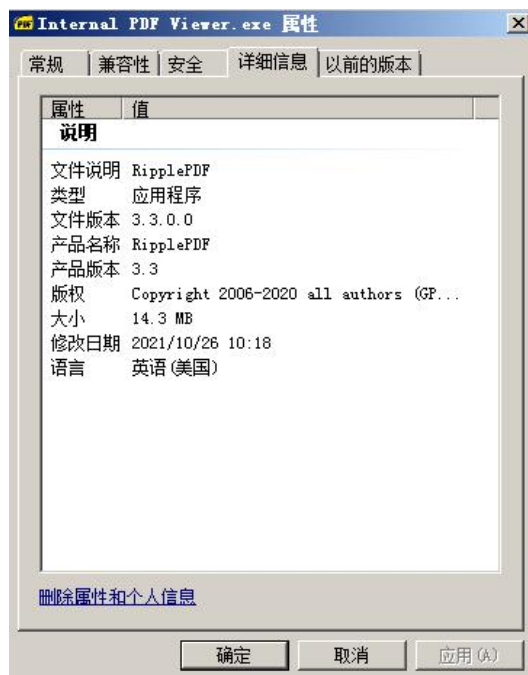 Internal PDF Viewer.exe 属性
常规 兼容性 安全 详细信息 以前的版本
属性 值
说明
文件说明 RipplePDF
类型 应用程序
文件版本 3.3.0.0
产品名称 RipplePDF
产品版本 3.3
版权 Copyright 2006-2020 all authors (GP...
大小 14.3 MB
修改日期 2021/10/26 10:18
语言 英语(美国)
删除属性和个人信息
确定 取消 应用(A)